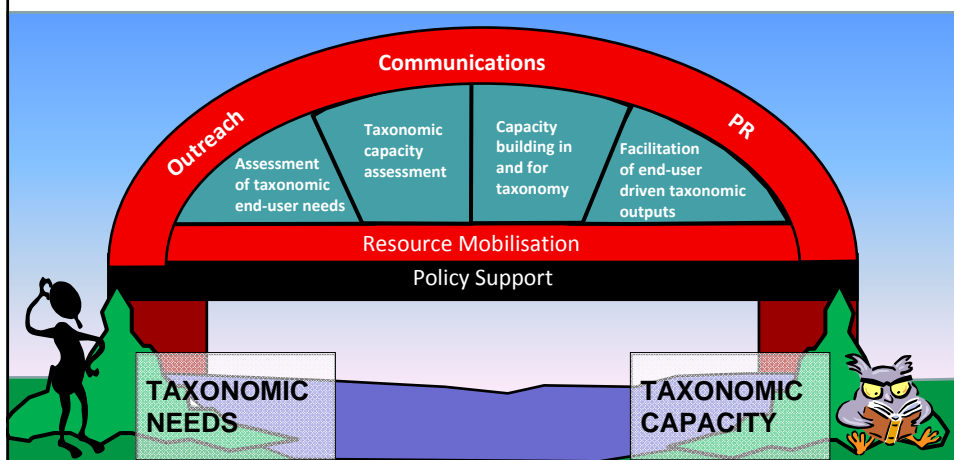 Communications
Outreach
PR
Assessment
of taxonomic
end-user needs
Taxonomic
capacity
assessment
Capacity
building in
and for
taxonomy
Facilitation
of end-user
driven taxonomic
outputs
Resource Mobilisation
Policy Support
TAXONOMIC
NEEDS
TAXONOMIC
CAPACITY